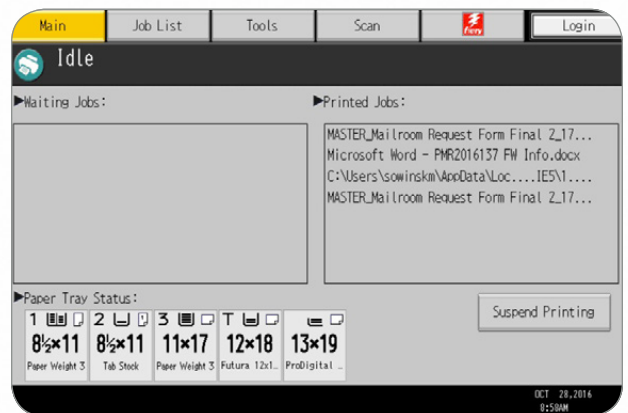 Main
Job List
Tools
Scan
fiery
Login
Idle
▶Waiting Jobs:
▶Printed Jobs:
MASTER_Mailroom Request Form Final 2_17...
Microsoft Word - PMR2016137 FW Info.docx
C:\Users\sowinskm\AppData\Loc....IE5\1....
MASTER_Mailroom Request Form Final 2_17...
▶Paper Tray Status:
1 2 3 T
8½×11 8½×11 11×17 12×18 13×19
Paper Weight 3 Tab Stock Paper Weight 3 Futura 12x1_ ProDigital _
Suspend Printing
OCT 28,2016
8:58AM